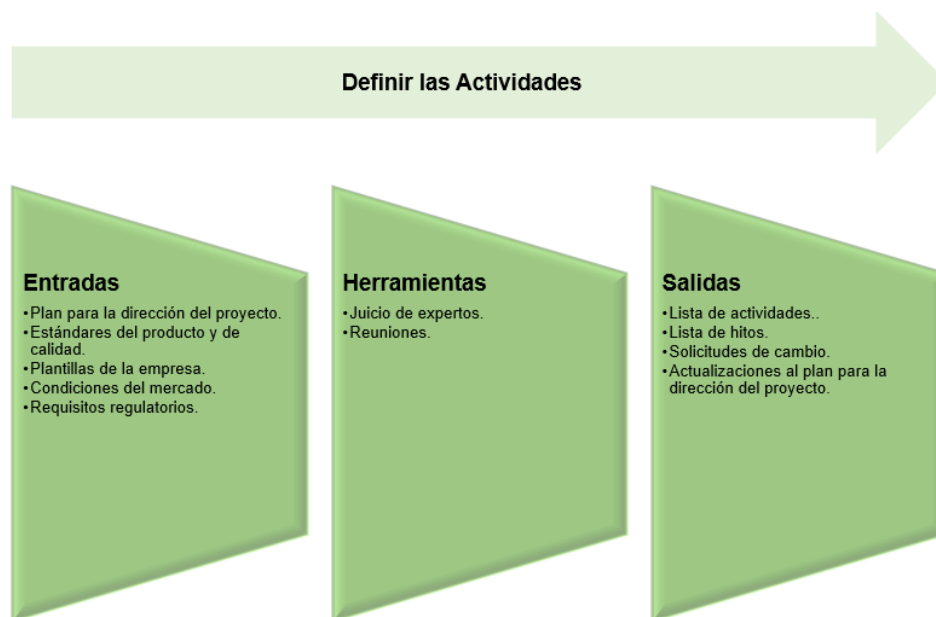 Definir las Actividades
Entradas
•Plan para la dirección del proyecto.
•Estándares del producto y de
calidad.
•Plantillas de la empresa.
•Condiciones del mercado.
•Requisitos regulatorios.
Herramientas
•Juicio de expertos.
•Reuniones.
Salidas
•Lista de actividades..
•Lista de hitos.
•Solicitudes de cambio.
•Actualizaciones al plan para la
dirección del proyecto.